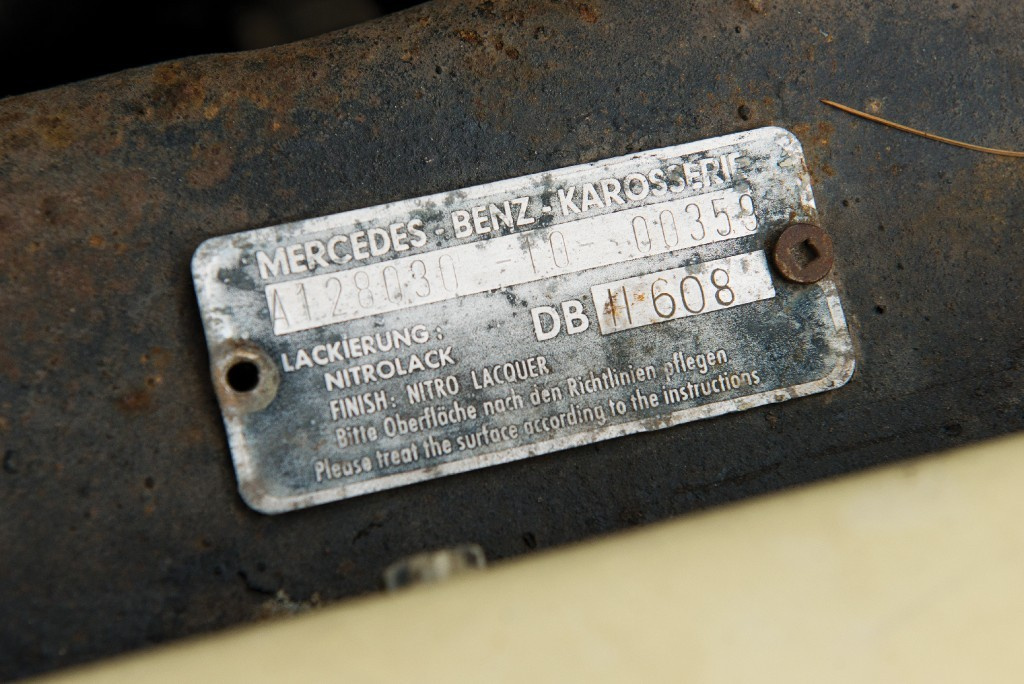 MERCEDES-BENZ-KAROSSERIE
A128030 -10- 00359
LACKIERUNG: DB H 608
NITROLACK
FINISH: NITRO LACQUER
Bitte Oberfläche nach den Richtlinien pflegen
Please treat the surface according to the instructions